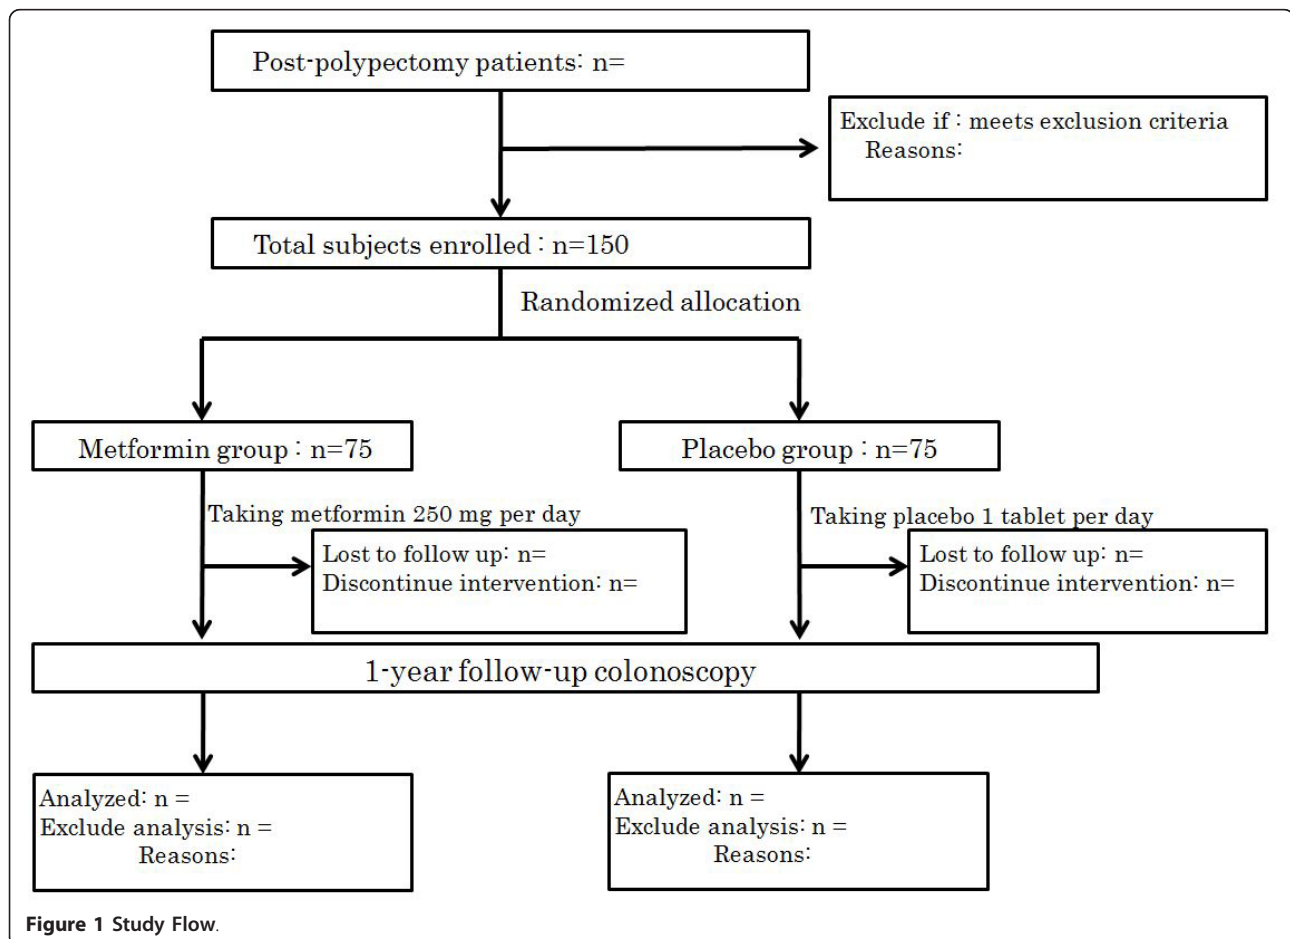 Post-polypectomy patients: n=
Exclude if : meets exclusion criteria
Reasons:
Total subjects enrolled : n=150
Randomized allocation
Metformin group : n=75
Placebo group : n=75
Taking metformin 250 mg per day
Taking placebo 1 tablet per day
Lost to follow up: n=
Discontinue intervention: n=
Lost to follow up: n=
Discontinue intervention: n=
1-year follow-up colonoscopy
Analyzed: n =
Exclude analysis: n =
Reasons:
Analyzed: n =
Exclude analysis: n =
Reasons:
Figure 1 Study Flow.